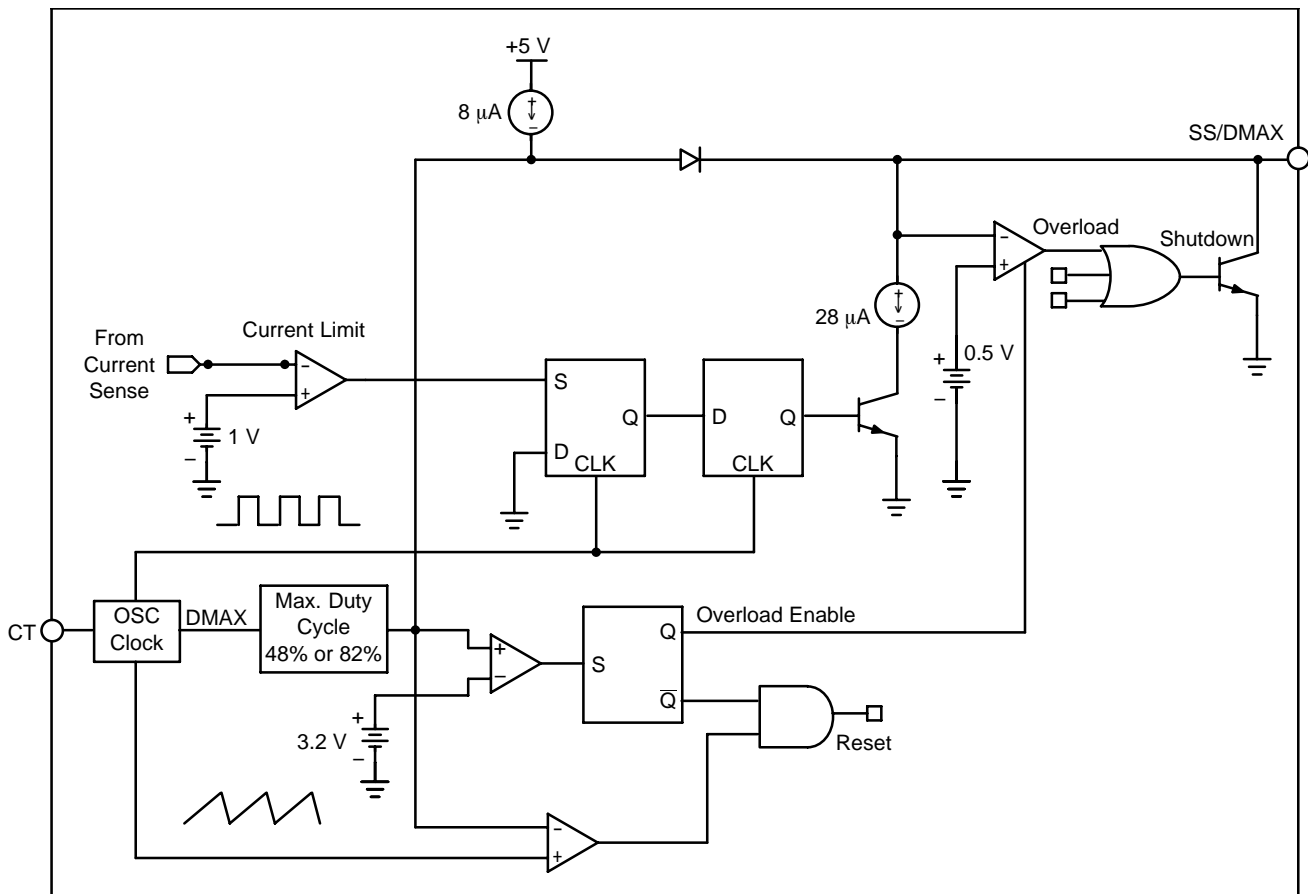 +5 V
8 μA
SS/DMAX
Overload
Shutdown
−
+
28 μA
+
−
0.5 V
From
Current
Sense
Current Limit
−
+
+
−
1 V
S
Q
D
CLK
D
Q
CLK
CT
OSC
Clock
DMAX
Max. Duty
Cycle
48% or 82%
+
−
+
−
3.2 V
S
Q
Q̅
Overload Enable
Reset
−
+
+
−
+
−